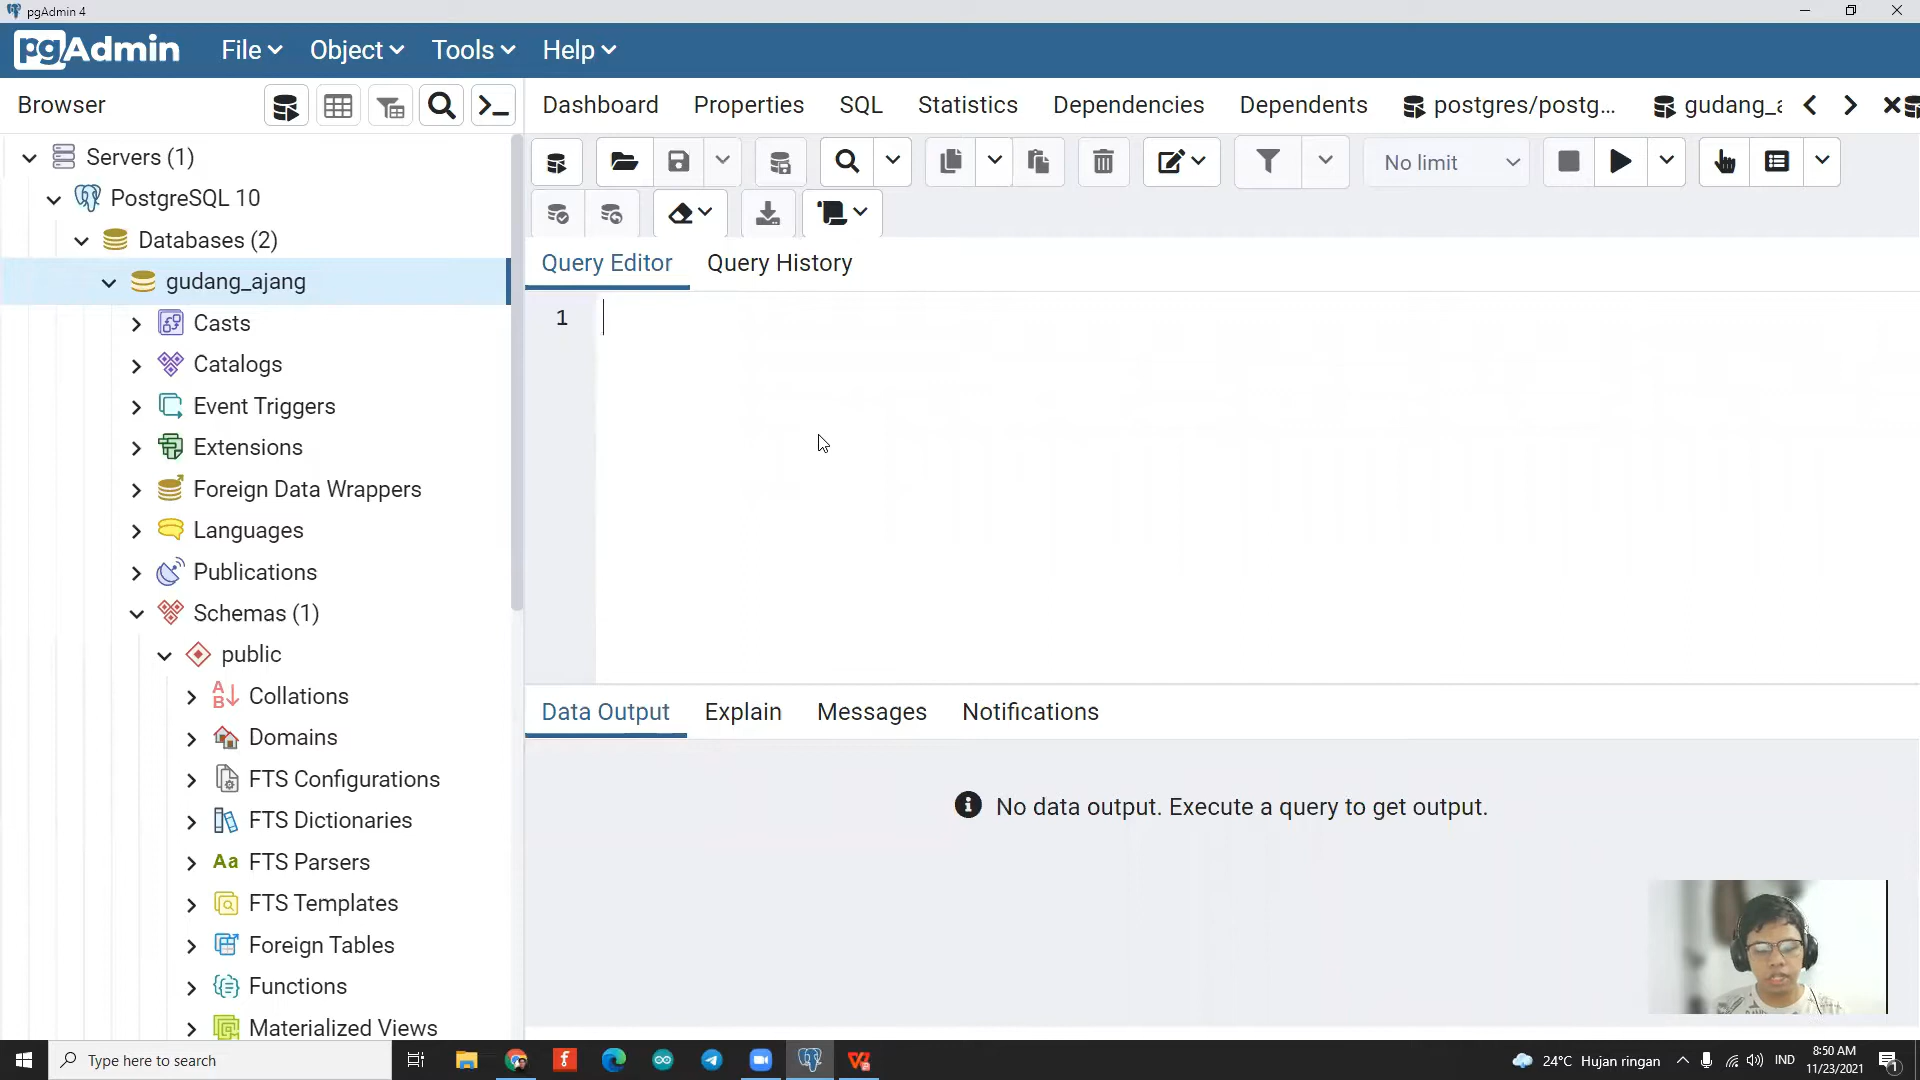 pgAdmin 4
pgAdmin File Object Tools Help
Browser
Dashboard Properties SQL Statistics Dependencies Dependents postgres/postg... gudang_a
Servers (1)
No limit
PostgreSQL 10
Databases (2)
Query Editor Query History
gudang_ajang
1
Casts
Catalogs
Event Triggers
Extensions
Foreign Data Wrappers
Languages
Publications
Schemas (1)
public
Collations
Data Output Explain Messages Notifications
Domains
FTS Configurations
No data output. Execute a query to get output.
FTS Dictionaries
Aa FTS Parsers
FTS Templates
Foreign Tables
Functions
Materialized Views
Type here to search
24°C Hujan ringan
IND
8:50 AM
11/23/2021
1